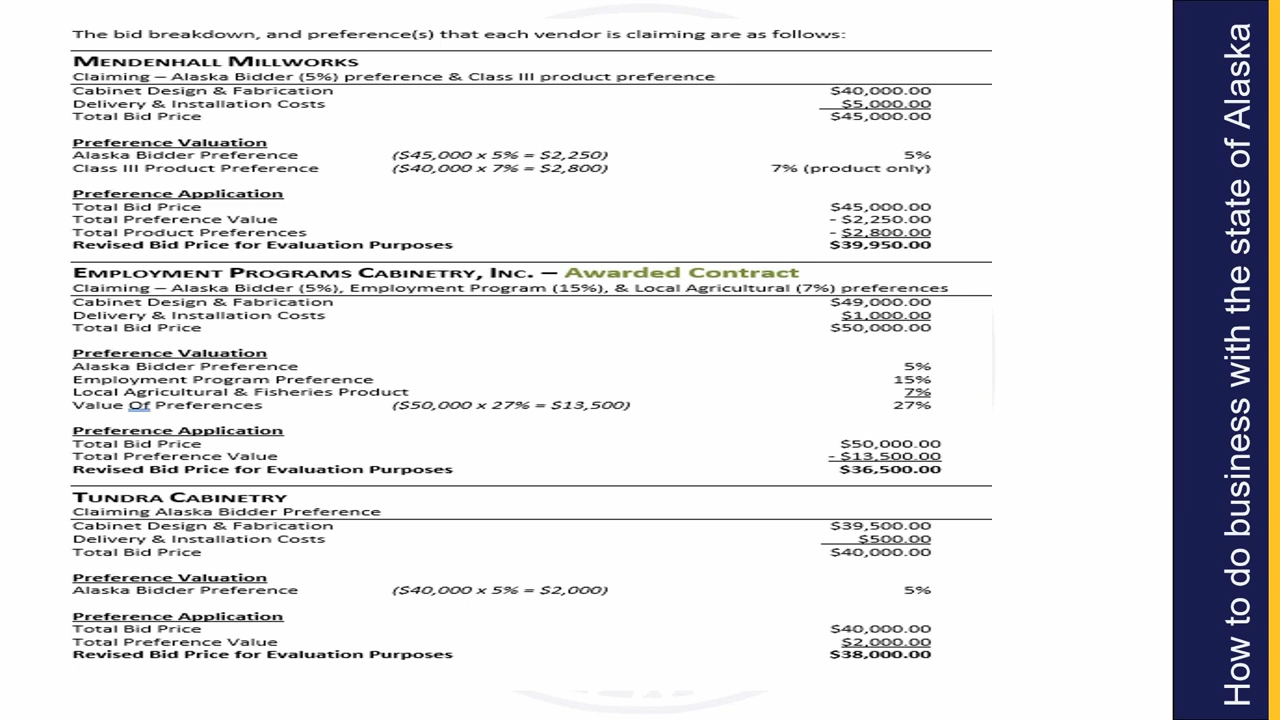 The bid breakdown, and preference(s) that each vendor is claiming are as follows:
MENDENHALL MILLWORKS
Claiming – Alaska Bidder (5%) preference & Class III product preference
Cabinet Design & Fabrication $40,000.00
Delivery & Installation Costs $5,000.00
Total Bid Price $45,000.00
Preference Valuation
Alaska Bidder Preference ($45,000 x 5% = $2,250) 5%
Class III Product Preference ($40,000 x 7% = $2,800) 7% (product only)
Preference Application
Total Bid Price $45,000.00
Total Preference Value - $2,250.00
Total Product Preferences - $2,800.00
Revised Bid Price for Evaluation Purposes $39,950.00
EMPLOYMENT PROGRAMS CABINETRY, INC. – Awarded Contract
Claiming – Alaska Bidder (5%), Employment Program (15%), & Local Agricultural (7%) preferences
Cabinet Design & Fabrication $49,000.00
Delivery & Installation Costs $1,000.00
Total Bid Price $50,000.00
Preference Valuation
Alaska Bidder Preference 5%
Employment Program Preference 15%
Local Agricultural & Fisheries Product 7%
Value Of Preferences ($50,000 x 27% = $13,500) 27%
Preference Application
Total Bid Price $50,000.00
Total Preference Value - $13,500.00
Revised Bid Price for Evaluation Purposes $36,500.00
TUNDRA CABINETRY
Claiming Alaska Bidder Preference
Cabinet Design & Fabrication $39,500.00
Delivery & Installation Costs $500.00
Total Bid Price $40,000.00
Preference Valuation
Alaska Bidder Preference ($40,000 x 5% = $2,000) 5%
Preference Application
Total Bid Price $40,000.00
Total Preference Value $2,000.00
Revised Bid Price for Evaluation Purposes $38,000.00
How to do business with the state of Alaska